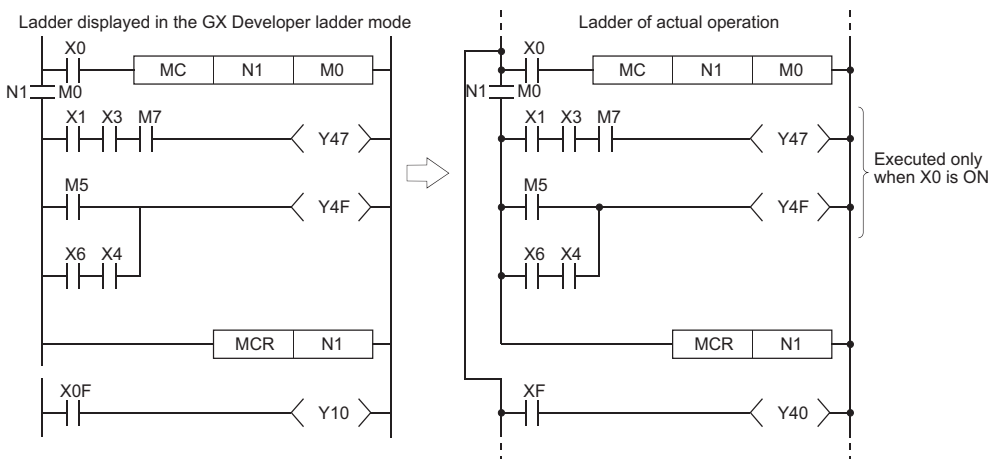 Ladder displayed in the GX Developer ladder mode
X0
MC N1 M0
N1 M0
X1 X3 M7
Y47
M5
Y4F
X6 X4
MCR N1
X0F
Y10
Ladder of actual operation
X0
MC N1 M0
N1 M0
X1 X3 M7
Y47
M5
Y4F
X6 X4
MCR N1
XF
Y40
Executed only
when X0 is ON